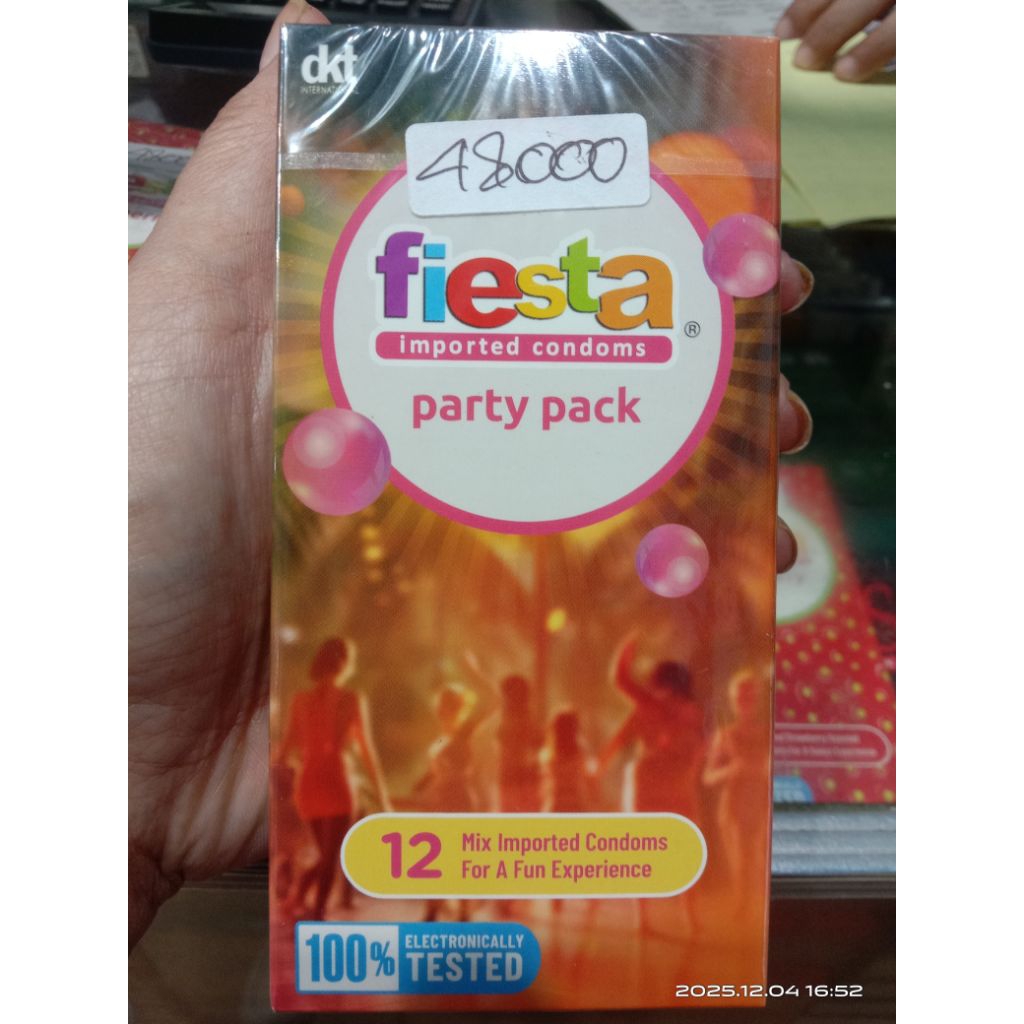 dkt
INTERNATIONAL
48000
fiesta
®
imported condoms
party pack
12
Mix Imported Condoms
For A Fun Experience
100%
ELECTRONICALLY
TESTED
2025.12.04 16:52